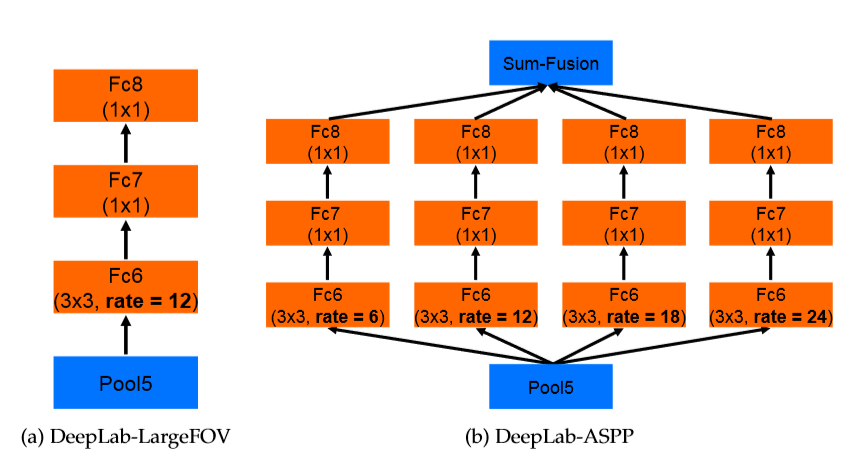 Fc8
(1x1)
Fc7
(1x1)
Fc6
(3x3, rate = 12)
Pool5
(a) DeepLab-LargeFOV
Sum-Fusion
Fc8
(1x1)
Fc8
(1x1)
Fc8
(1x1)
Fc8
(1x1)
Fc7
(1x1)
Fc7
(1x1)
Fc7
(1x1)
Fc7
(1x1)
Fc6
(3x3, rate = 6)
Fc6
(3x3, rate = 12)
Fc6
(3x3, rate = 18)
Fc6
(3x3, rate = 24)
Pool5
(b) DeepLab-ASPP